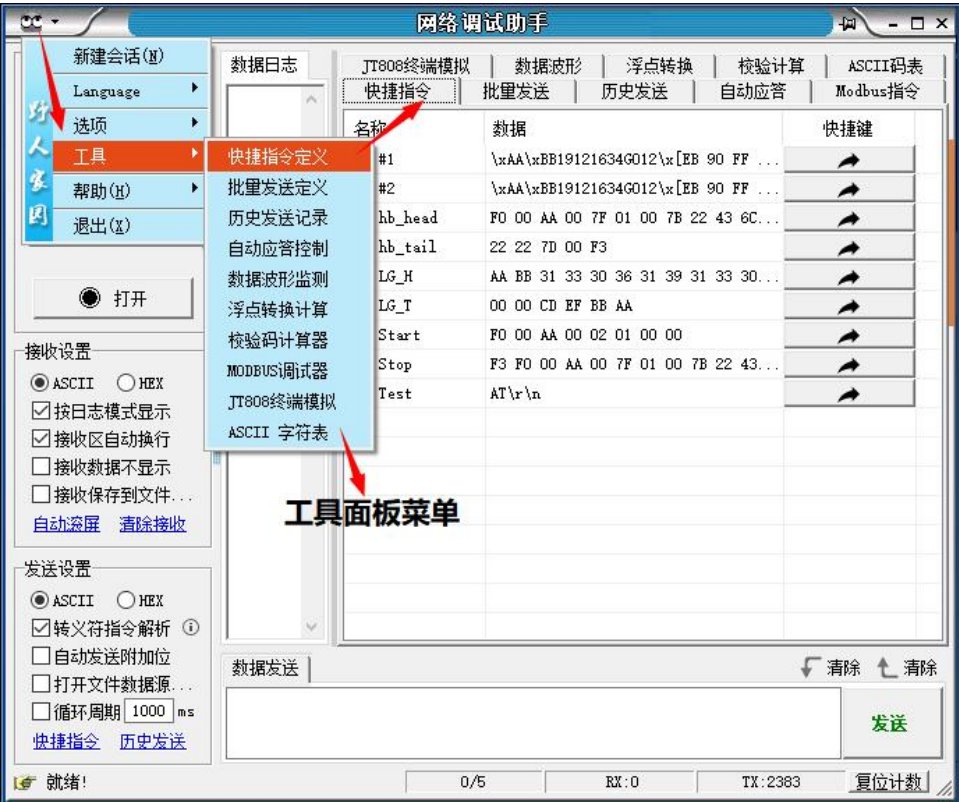 网络调试助手
新建会话(N)
Language
选项
工具
帮助(H)
退出(X)
野人家园
快捷指令定义
批量发送定义
历史发送记录
自动应答控制
数据波形监测
浮点转换计算
校验码计算器
MODBUS调试器
JT808终端模拟
ASCII 字符表
工具面板菜单
打开
接收设置
ASCII HEX
按日志模式显示
接收区自动换行
接收数据不显示
接收保存到文件...
自动滚屏 清除接收
发送设置
ASCII HEX
转义符指令解析
自动发送附加位
打开文件数据源...
循环周期 1000 ms
快捷指令 历史发送
数据日志
JT808终端模拟 数据波形 浮点转换 校验计算 ASCII码表
快捷指令 批量发送 历史发送 自动应答 Modbus指令
名称 数据 快捷键
#1 \xAA\xBB19121634G012\x[EB 90 FF ...
#2 \xAA\xBB19121634G012\x[EB 90 FF ...
hb_head F0 00 AA 00 7F 01 00 7B 22 43 6C...
hb_tail 22 22 7D 00 F3
LG_H AA BB 31 33 30 36 31 39 31 33 30...
LG_T 00 00 CD EF BB AA
Start F0 00 AA 00 02 01 00 00
Stop F3 F0 00 AA 00 7F 01 00 7B 22 43...
Test AT\r\n
数据发送 清除 清除
发送
就绪! 0/5 RX:0 TX:2383 复位计数